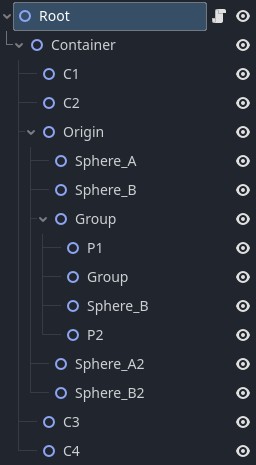 Root
Container
C1
C2
Origin
Sphere_A
Sphere_B
Group
P1
Group
Sphere_B
P2
Sphere_A2
Sphere_B2
C3
C4